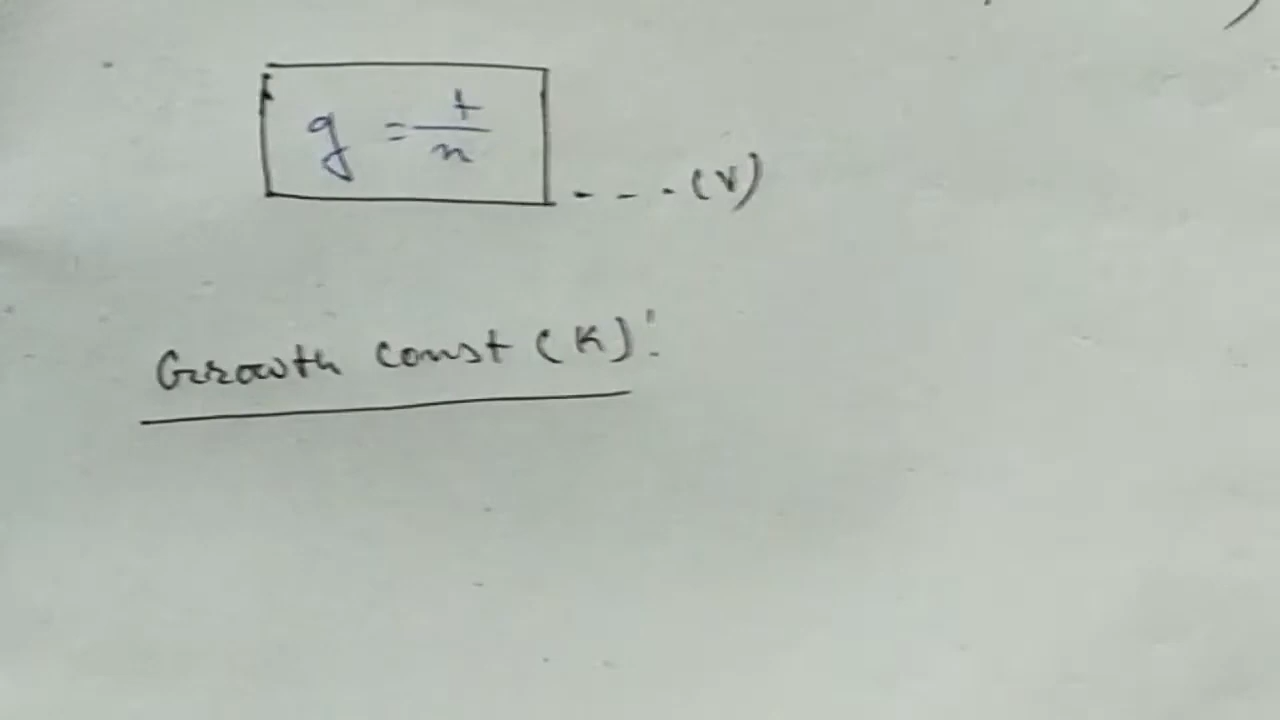 g = t/n - - - (v)
Growth const (K):